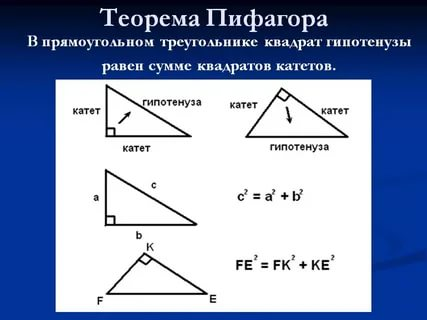 Теорема Пифагора
В прямоугольном треугольнике квадрат гипотенузы
равен сумме квадратов катетов.
катет
гипотенуза
катет
катет
катет
гипотенуза
a
c
b
c² = a² + b²
K
F
E
FE² = FK² + KE²